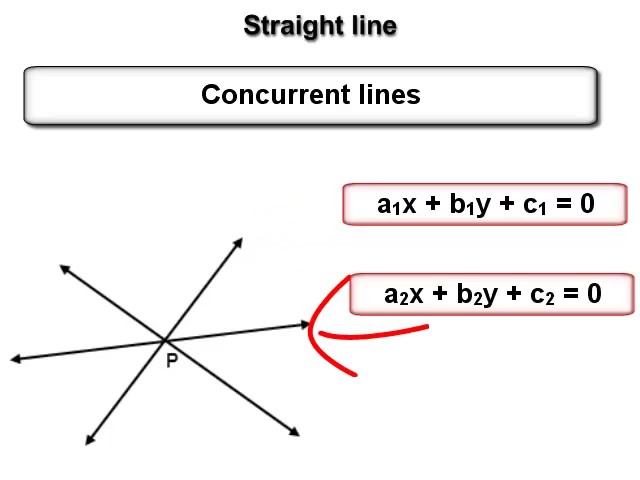 Straight line
Concurrent lines
a₁x + b₁y + c₁ = 0
a₂x + b₂y + c₂ = 0
P